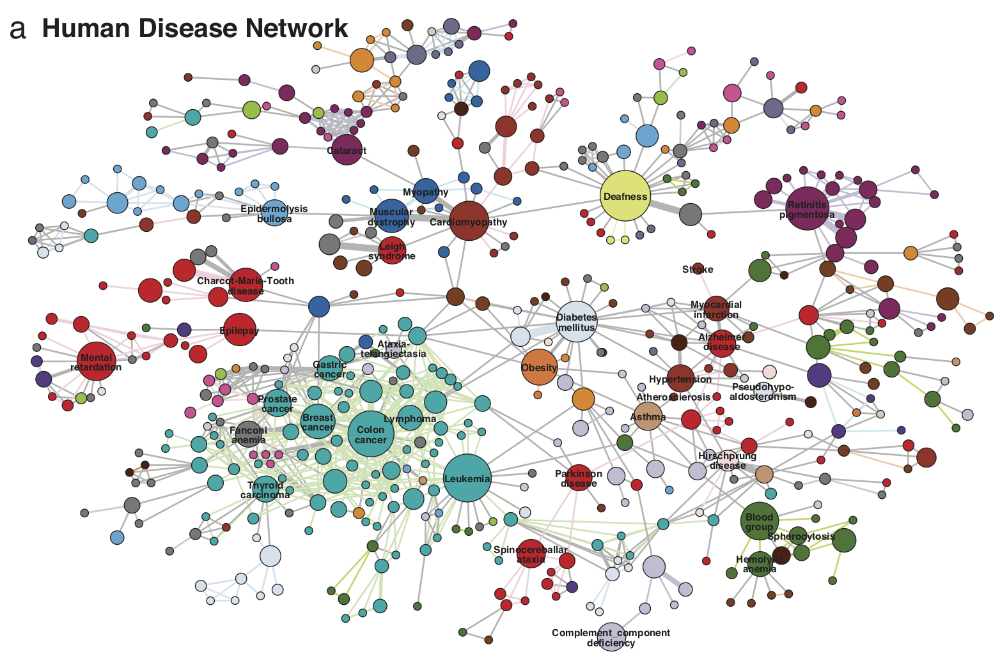 a Human Disease Network
Cataract
Myopathy
Muscular
dystrophy
Cardiomyopathy
Epidermolysis
bullosa
Leigh
syndrome
Deafness
Retinitis
pigmentosa
Charcot-Marie-Tooth
disease
Stroke
Epilepsy
Mental
retardation
Diabetes
mellitus
Myocardial
infarction
Alzheimer
disease
Ataxia-
telangiectasia
Gastric
cancer
Obesity
Hypertension
Pseudohypo-
aldosteronism
Atherosclerosis
Prostate
cancer
Breast
cancer
Lymphoma
Asthma
Fanconi
anemia
Colon
cancer
Hirschprung
disease
Parkinson
disease
Leukemia
Thyroid
carcinoma
Blood
group
Spherocytosis
Spinocereballar
ataxia
Hemolytic
anemia
Complement_component
deficiency